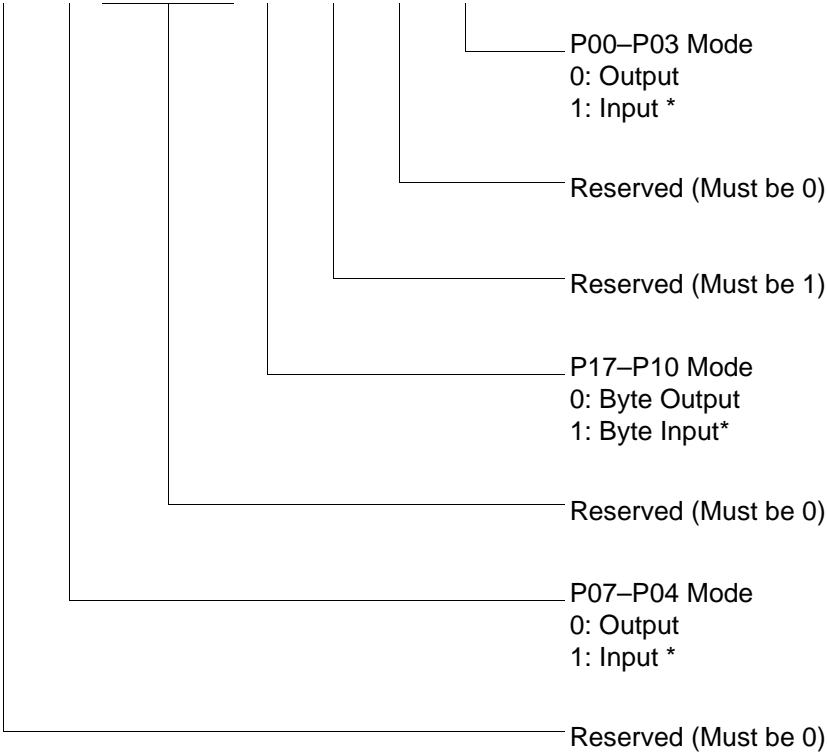 P00–P03 Mode
0: Output
1: Input *
Reserved (Must be 0)
Reserved (Must be 1)
P17–P10 Mode
0: Byte Output
1: Byte Input*
Reserved (Must be 0)
P07–P04 Mode
0: Output
1: Input *
Reserved (Must be 0)